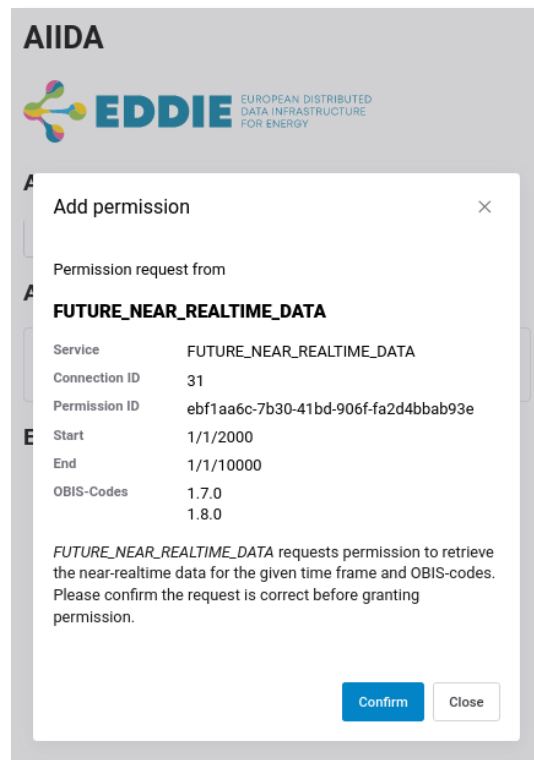 AIIDA
EDDIE
EUROPEAN DISTRIBUTED
DATA INFRASTRUCTURE
FOR ENERGY
Add permission
Permission request from
FUTURE_NEAR_REALTIME_DATA
Service FUTURE_NEAR_REALTIME_DATA
Connection ID 31
Permission ID ebf1aa6c-7b30-41bd-906f-fa2d4bbab93e
Start 1/1/2000
End 1/1/10000
OBIS-Codes 1.7.0
1.8.0
FUTURE_NEAR_REALTIME_DATA requests permission to retrieve
the near-realtime data for the given time frame and OBIS-codes.
Please confirm the request is correct before granting
permission.
Confirm Close